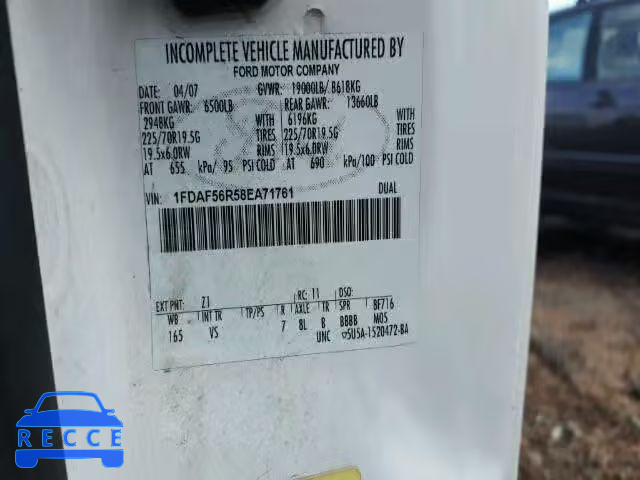 INCOMPLETE VEHICLE MANUFACTURED BY
FORD MOTOR COMPANY
DATE: 04/07 GVWR: 19000LB/ 8618KG
FRONT GAWR: 6500LB REAR GAWR: 13660LB
2948KG WITH 6196KG WITH
225/70R19.5G TIRES 225/70R19.5G TIRES
19.5x6.0RW RIMS 19.5x6.0RW RIMS
AT 655 kPa/ 95 PSI COLD AT 690 kPa/100 PSI COLD
VIN: 1FDAF56R58EA71761 DUAL
EXT PNT: Z1 RC: 11 DSO:
WB INT TR TP/PS R AXLE TR SPR BF716
165 VS 7 8L B BBBB M05
UNC 5U5A-1520472-BA
RECCE